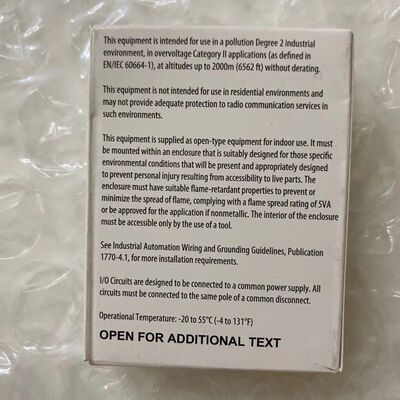 This equipment is intended for use in a pollution Degree 2 industrial
environment, in overvoltage Category II applications (as defined in
EN/IEC 60664-1), at altitudes up to 2000m (6562 ft) without derating.
This equipment is not intended for use in residential environments and
may not provide adequate protection to radio communication services in
such environments.
This equipment is supplied as open-type equipment for indoor use. It must
be mounted within an enclosure that is suitably designed for those specific
environmental conditions that will be present and appropriately designed
to prevent personal injury resulting from accessibility to live parts. The
enclosure must have suitable flame-retardant properties to prevent or
minimize the spread of flame, complying with a flame spread rating of 5VA
or be approved for the application if nonmetallic. The interior of the enclosure
must be accessible only by the use of a tool.
See Industrial Automation Wiring and Grounding Guidelines, Publication
1770-4.1, for more installation requirements.
I/O Circuits are designed to be connected to a common power supply. All
circuits must be connected to the same pole of a common disconnect.
Operational Temperature: -20 to 55°C (-4 to 131°F)
OPEN FOR ADDITIONAL TEXT